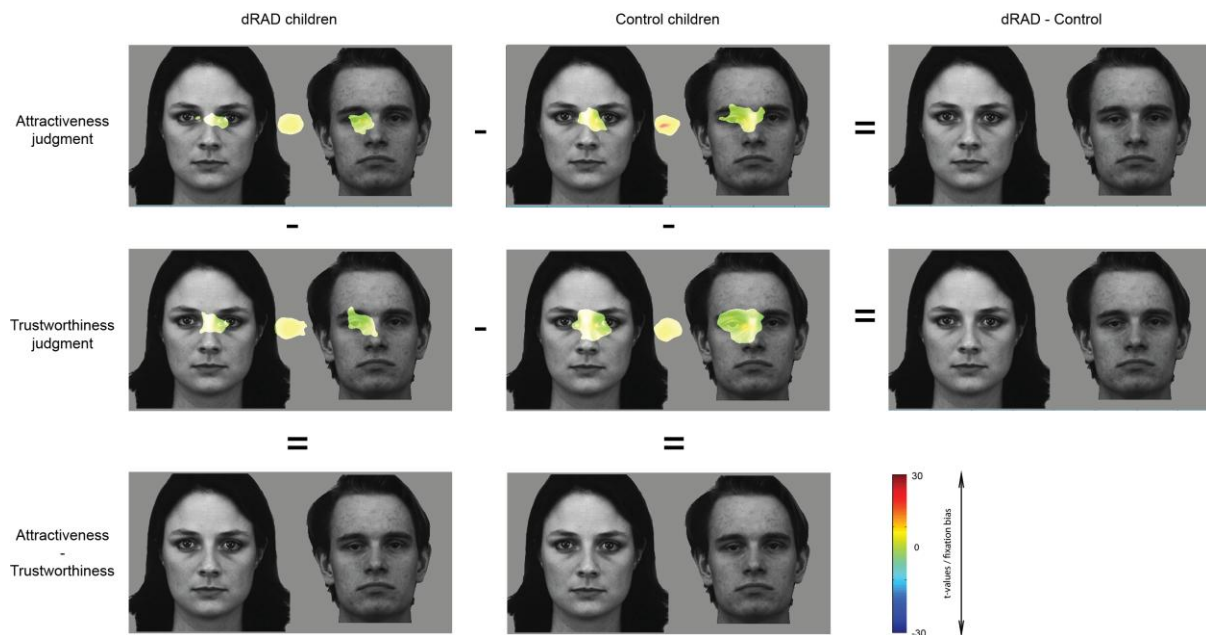 dRAD children
Control children
dRAD - Control
Attractiveness
judgment
-
=
-
-
Trustworthiness
judgment
-
=
=
=
Attractiveness
-
Trustworthiness
30
0
-30
t-values / fixation bias